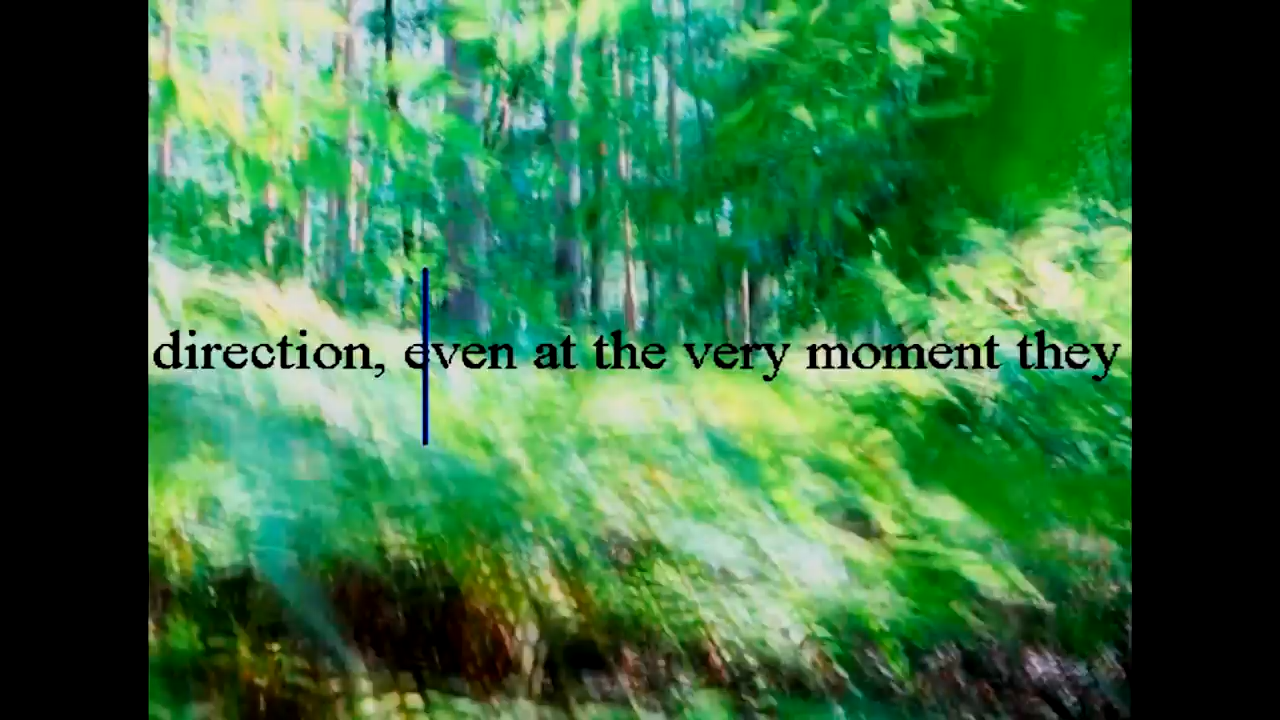 direction, even at the very moment they